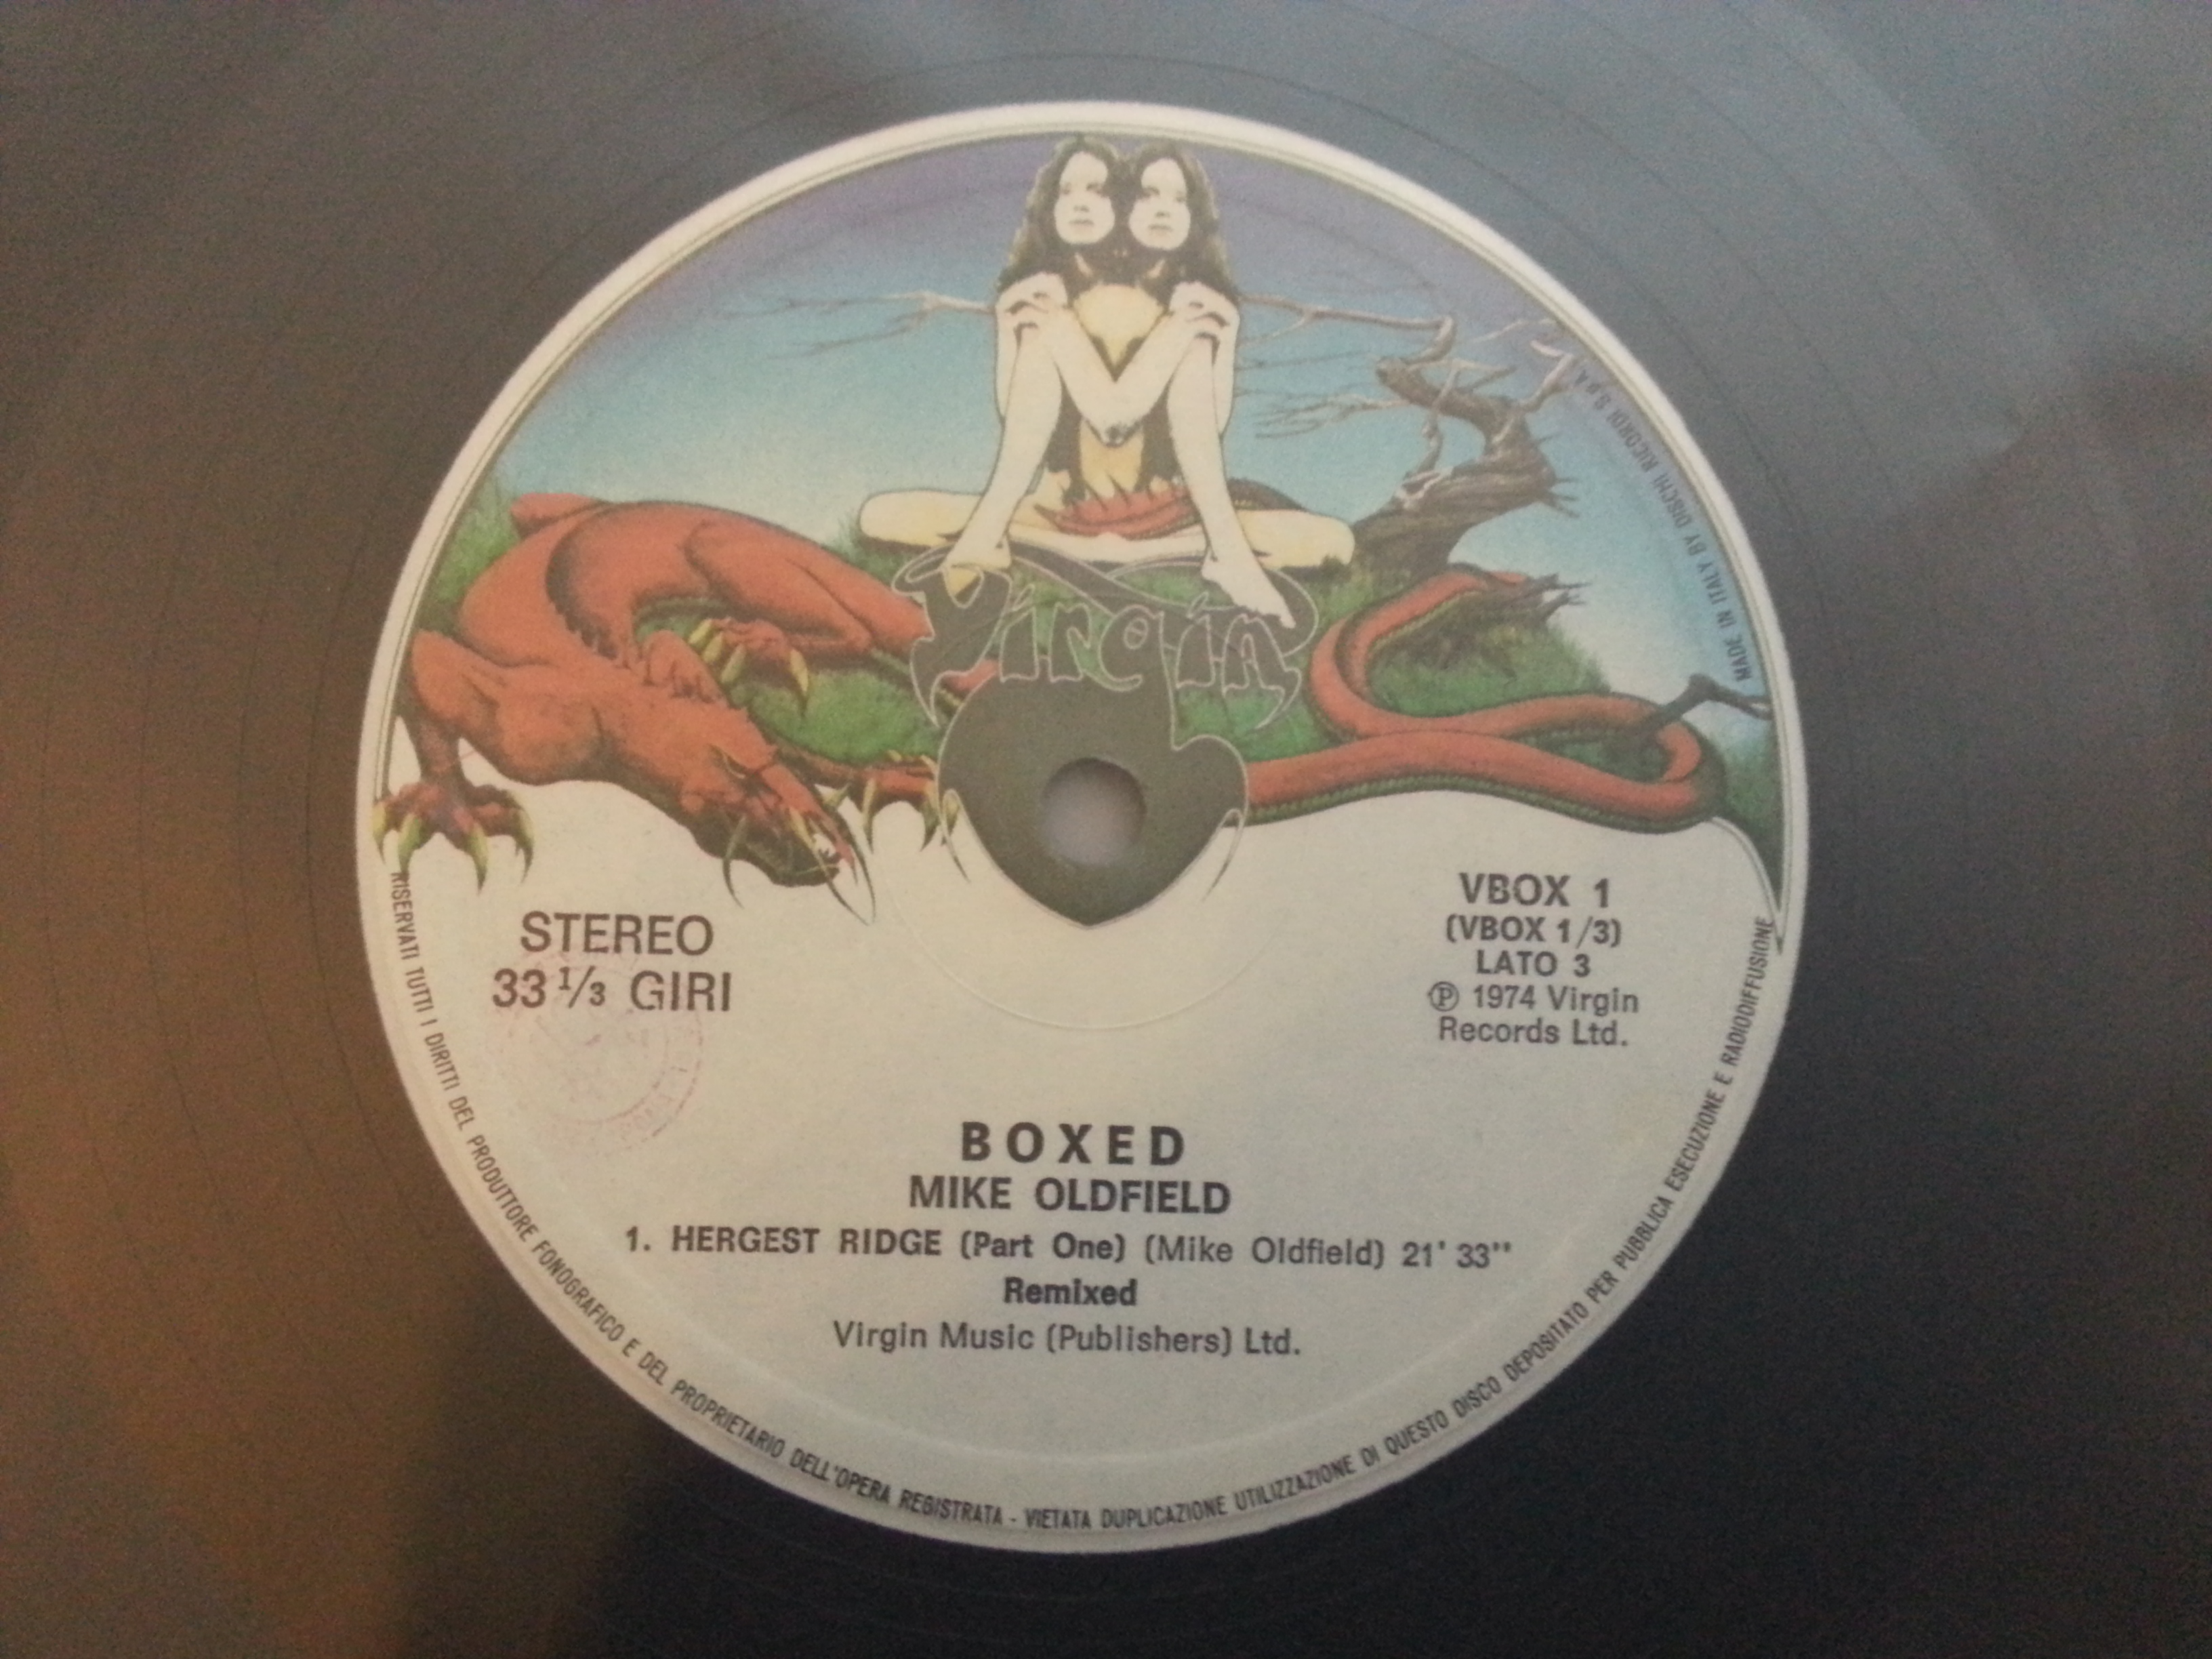 Virgin
MADE IN ITALY BY DISCHI RICORDI S.p.A.
STEREO
33 1/3 GIRI
VBOX 1
(VBOX 1/3)
LATO 3
℗ 1974 Virgin
Records Ltd.
BOXED
MIKE OLDFIELD
1. HERGEST RIDGE (Part One) (Mike Oldfield) 21' 33''
Remixed
Virgin Music (Publishers) Ltd.
RISERVATI TUTTI I DIRITTI DEL PRODUTTORE FONOGRAFICO E DEL PROPRIETARIO DELL'OPERA REGISTRATA - VIETATA DUPLICAZIONE UTILIZZAZIONE DI QUESTO DISCO DEPOSITATO PER PUBBLICA ESECUZIONE E RADIODIFFUSIONE